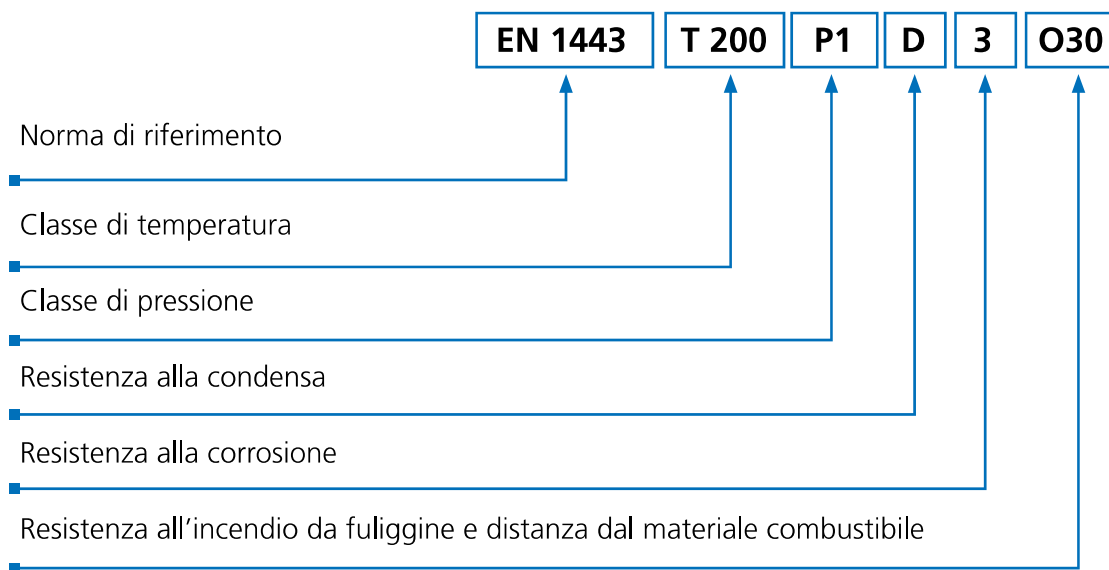 EN 1443 T 200 P1 D 3 O30
Norma di riferimento
Classe di temperatura
Classe di pressione
Resistenza alla condensa
Resistenza alla corrosione
Resistenza all'incendio da fuliggine e distanza dal materiale combustibile